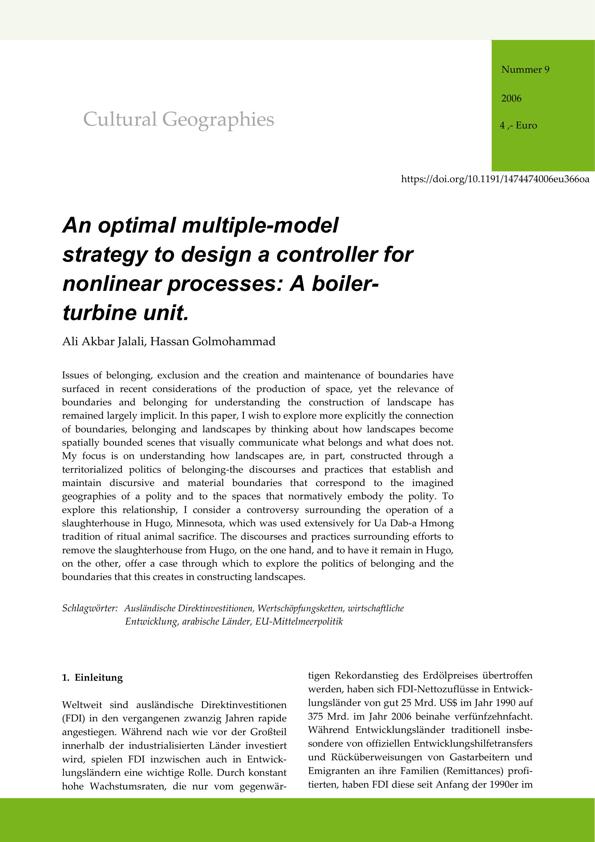 Nummer 9
2006
4 ,- Euro
Cultural Geographies
https://doi.org/10.1191/1474474006eu366oa
An optimal multiple-model
strategy to design a controller for
nonlinear processes: A boiler-
turbine unit.
Ali Akbar Jalali, Hassan Golmohammad
Issues of belonging, exclusion and the creation and maintenance of boundaries have
surfaced in recent considerations of the production of space, yet the relevance of
boundaries and belonging for understanding the construction of landscape has
remained largely implicit. In this paper, I wish to explore more explicitly the connection
of boundaries, belonging and landscapes by thinking about how landscapes become
spatially bounded scenes that visually communicate what belongs and what does not.
My focus is on understanding how landscapes are, in part, constructed through a
territorialized politics of belonging-the discourses and practices that establish and
maintain discursive and material boundaries that correspond to the imagined
geographies of a polity and to the spaces that normatively embody the polity. To
explore this relationship, I consider a controversy surrounding the operation of a
slaughterhouse in Hugo, Minnesota, which was used extensively for Ua Dab-a Hmong
tradition of ritual animal sacrifice. The discourses and practices surrounding efforts to
remove the slaughterhouse from Hugo, on the one hand, and to have it remain in Hugo,
on the other, offer a case through which to explore the politics of belonging and the
boundaries that this creates in constructing landscapes.
Schlagwörter: Ausländische Direktinvestitionen, Wertschöpfungsketten, wirtschaftliche
Entwicklung, arabische Länder, EU-Mittelmeerpolitik
1. Einleitung
Weltweit sind ausländische Direktinvestitionen
(FDI) in den vergangenen zwanzig Jahren rapide
angestiegen. Während nach wie vor der Großteil
innerhalb der industrialisierten Länder investiert
wird, spielen FDI inzwischen auch in Entwick-
lungsländern eine wichtige Rolle. Durch konstant
hohe Wachstumsraten, die nur vom gegenwär-
tigen Rekordanstieg des Erdölpreises übertroffen
werden, haben sich FDI-Nettozuflüsse in Entwick-
lungsländer von gut 25 Mrd. US$ im Jahr 1990 auf
375 Mrd. im Jahr 2006 beinahe verfünfzehnfacht.
Während Entwicklungsländer traditionell insbe-
sondere von offiziellen Entwicklungshilfetransfers
und Rücküberweisungen von Gastarbeitern und
Emigranten an ihre Familien (Remittances) profi-
tierten, haben FDI diese seit Anfang der 1990er im